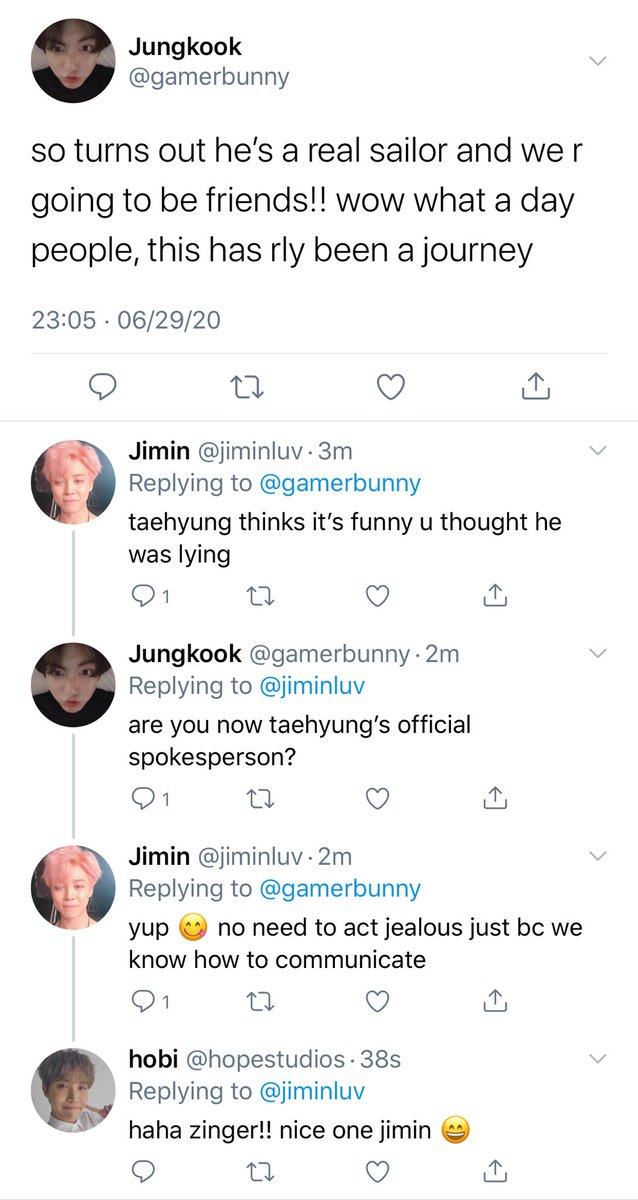 Jungkook
@gamerbunny
so turns out he’s a real sailor and we r
going to be friends!! wow what a day
people, this has rly been a journey
23:05 · 06/29/20
Jimin @jiminluv · 3m
Replying to @gamerbunny
taehyung thinks it’s funny u thought he
was lying
1
Jungkook @gamerbunny · 2m
Replying to @jiminluv
are you now taehyung’s official
spokesperson?
1
Jimin @jiminluv · 2m
Replying to @gamerbunny
yup 😋 no need to act jealous just bc we
know how to communicate
1
hobi @hopestudios · 38s
Replying to @jiminluv
haha zinger!! nice one jimin 😄